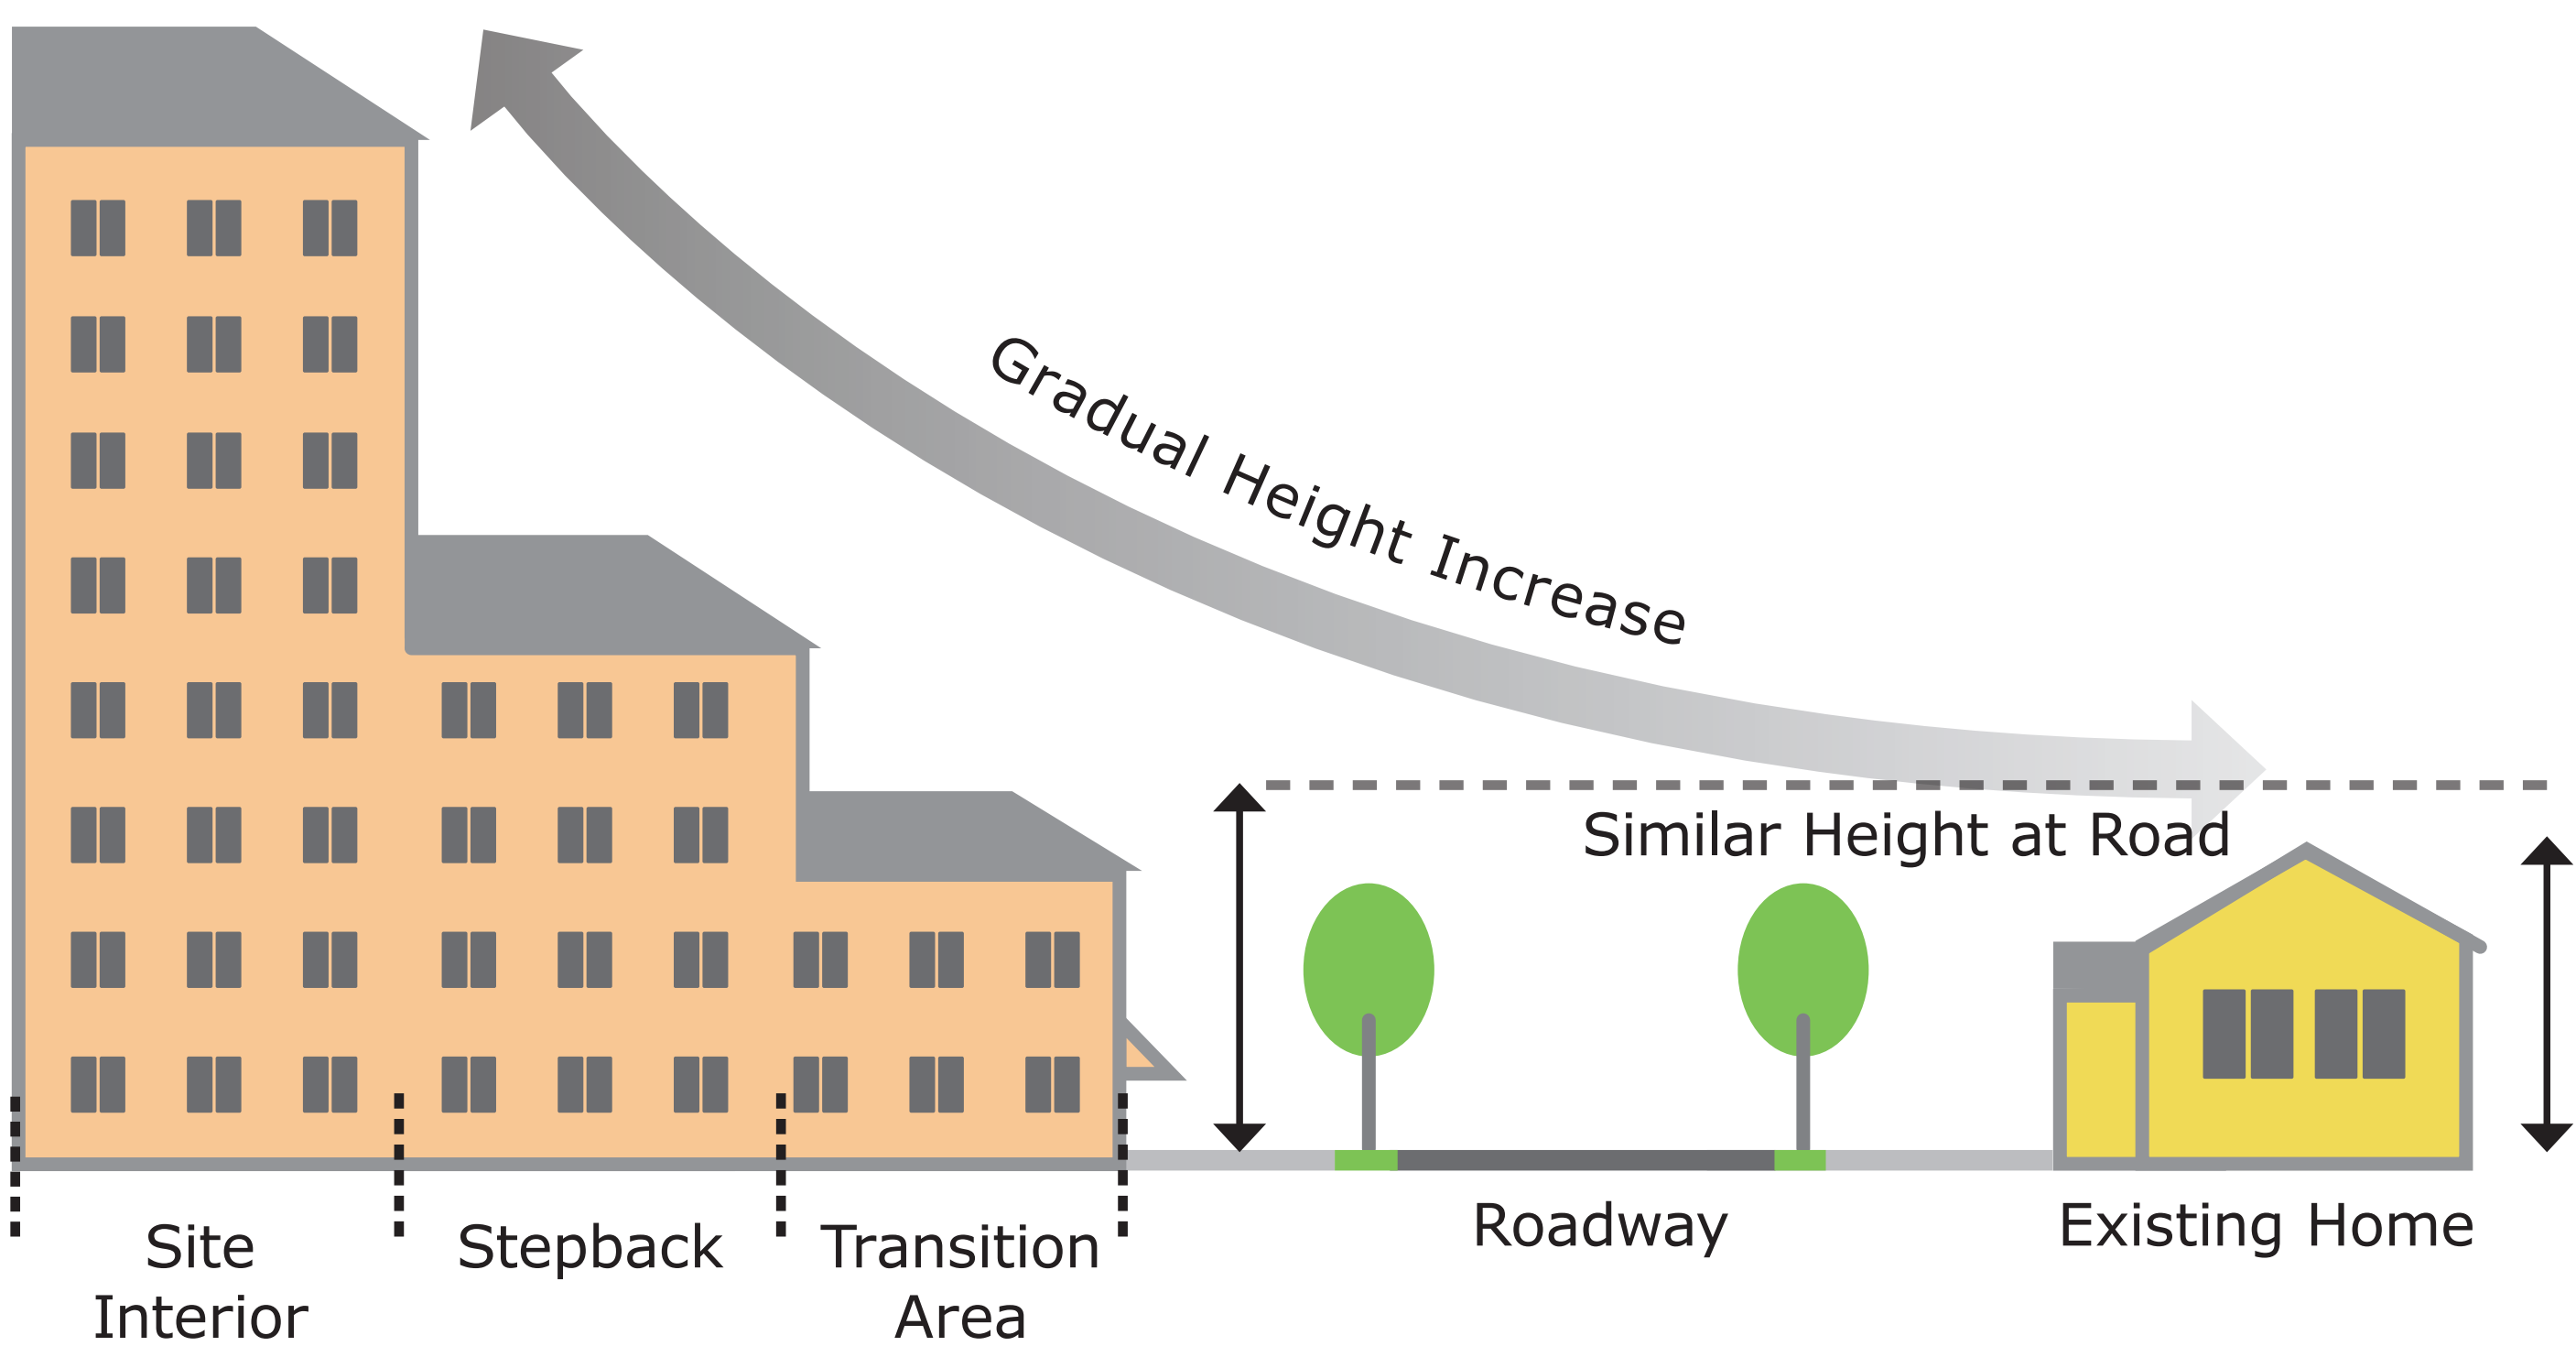 Gradual Height Increase
Similar Height at Road
Site
Interior
Stepback
Transition
Area
Roadway
Existing Home